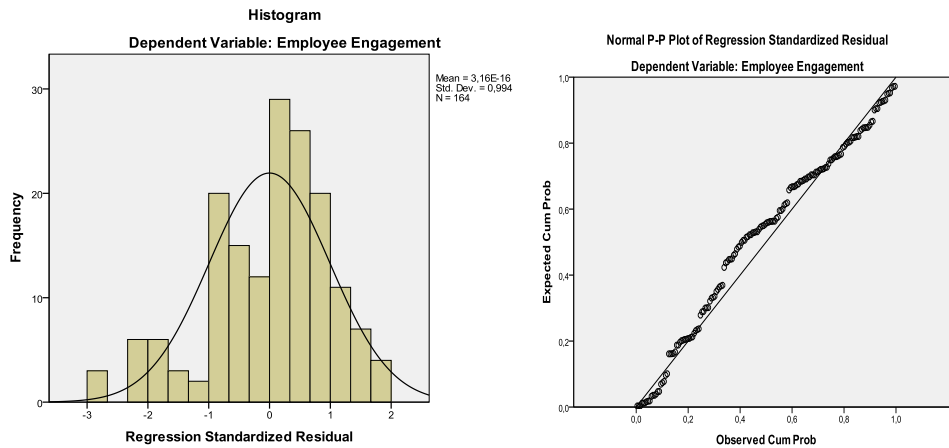 Histogram
Dependent Variable: Employee Engagement
Mean = 3,16E-16
Std. Dev. = 0,994
N = 164
Frequency
30
20
10
0
-3 -2 -1 0 1 2
Regression Standardized Residual
Normal P-P Plot of Regression Standardized Residual
Dependent Variable: Employee Engagement
Expected Cum Prob
1,0
0,8
0,6
0,4
0,2
0,0
0,0 0,2 0,4 0,6 0,8 1,0
Observed Cum Prob